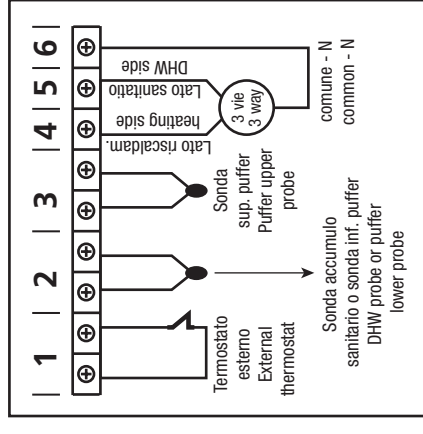 1 2 3 4 5 6
Termostato
esterno
External
thermostat
Sonda accumulo
sanitario o sonda inf. puffer
DHW probe or puffer
lower probe
Sonda
sup. puffer
Puffer upper
probe
Lato riscaldam.
heating side
Lato sanitatio
DHW side
3 vie
3 way
comune - N
common - N